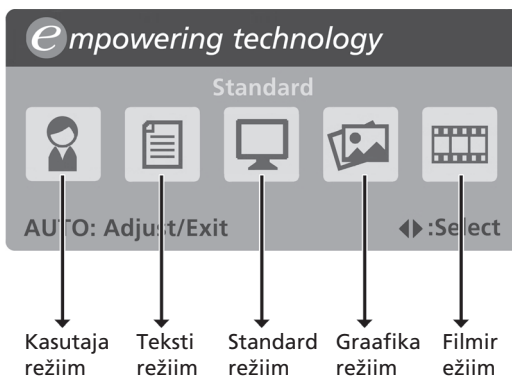 empowering technology
Standard
AUTO: Adjust/Exit :Select
Kasutaja Teksti Standard Graafika Filmir
režiim režiim režiim režiim ežiim